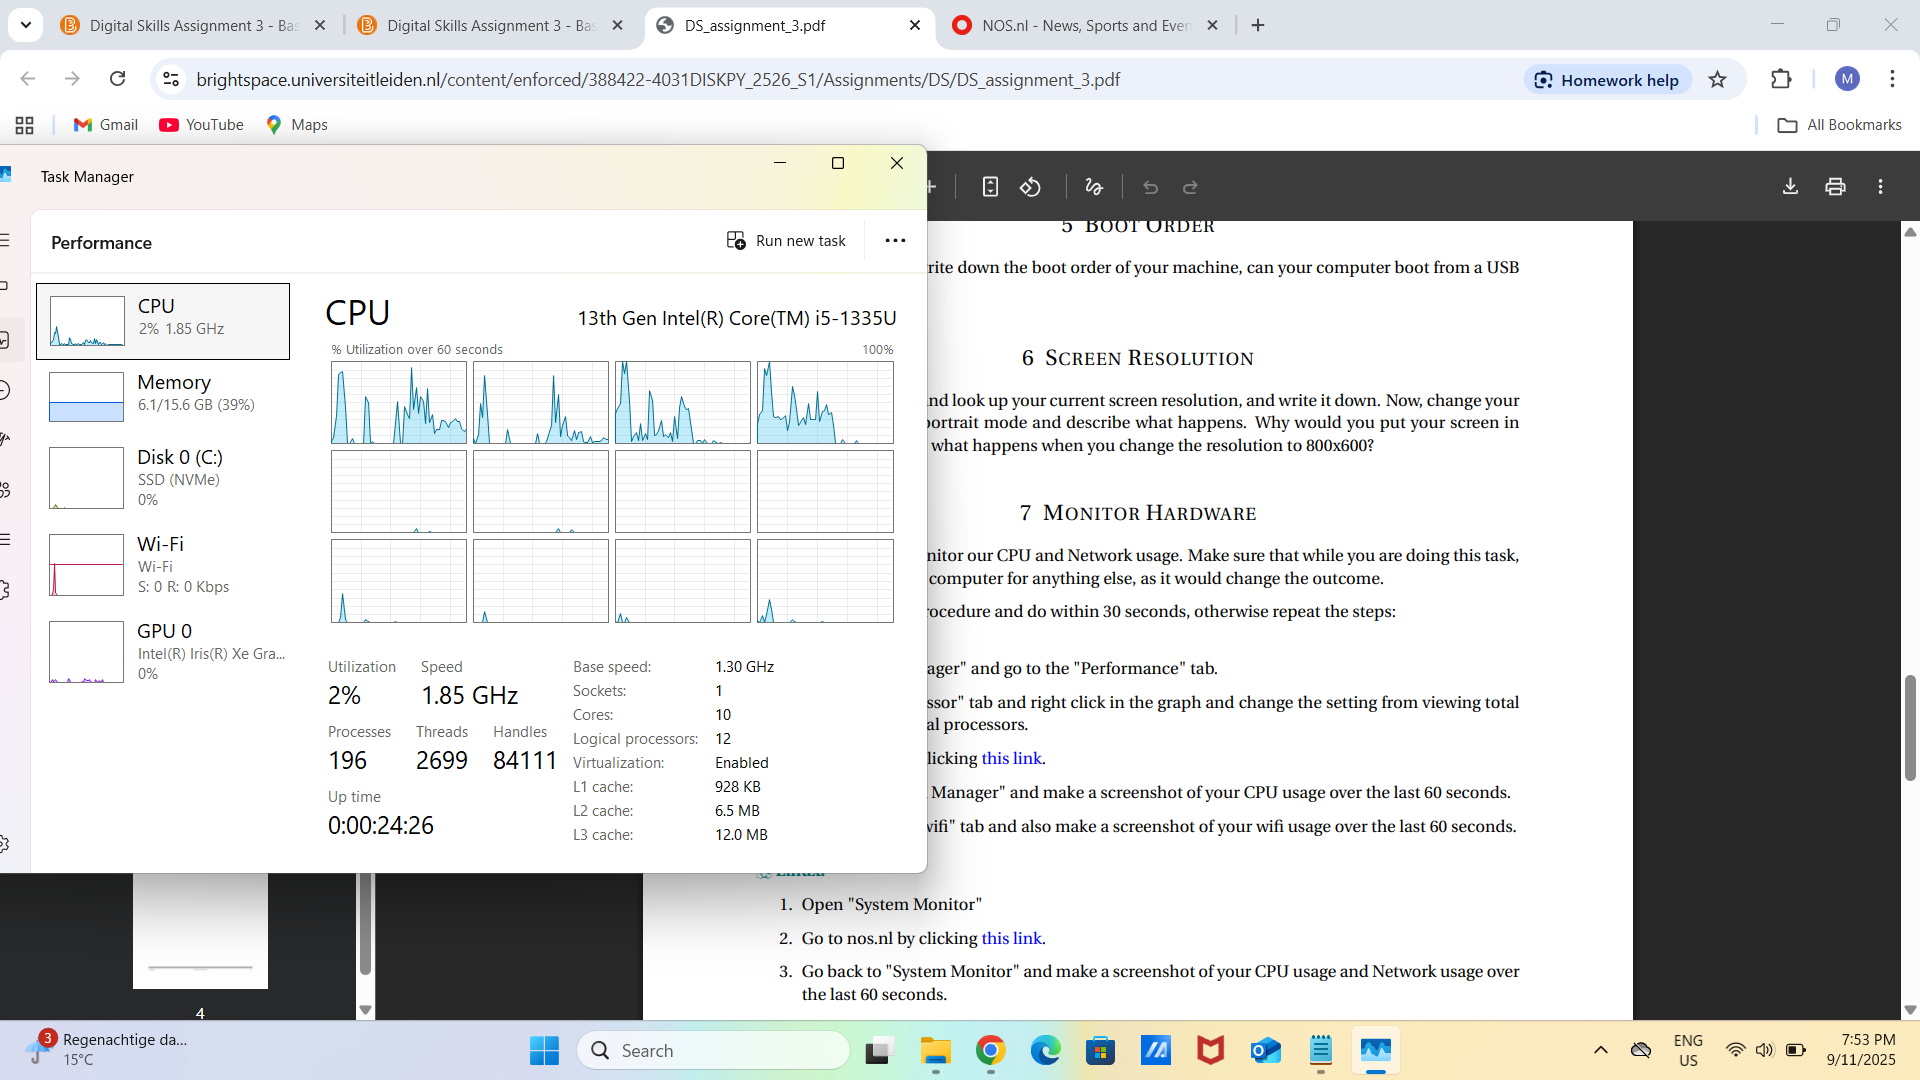 Digital Skills Assignment 3 - Bas
Digital Skills Assignment 3 - Bas
DS_assignment_3.pdf
NOS.nl - News, Sports and Even
brightspace.universiteitleiden.nl/content/enforced/388422-4031DISKPY_2526_S1/Assignments/DS/DS_assignment_3.pdf
Homework help
M
Gmail
YouTube
Maps
All Bookmarks
Task Manager
Performance
Run new task
CPU
2% 1.85 GHz
Memory
6.1/15.6 GB (39%)
Disk 0 (C:)
SSD (NVMe)
0%
Wi-Fi
Wi-Fi
S: 0 R: 0 Kbps
GPU 0
Intel(R) Iris(R) Xe Gra...
0%
CPU
13th Gen Intel(R) Core(TM) i5-1335U
% Utilization over 60 seconds
100%
Utilization
2%
Speed
1.85 GHz
Processes
196
Threads
2699
Handles
84111
Up time
0:00:24:26
Base speed: 1.30 GHz
Sockets: 1
Cores: 10
Logical processors: 12
Virtualization: Enabled
L1 cache: 928 KB
L2 cache: 6.5 MB
L3 cache: 12.0 MB
5 BOOT ORDER
rite down the boot order of your machine, can your computer boot from a USB
6 SCREEN RESOLUTION
nd look up your current screen resolution, and write it down. Now, change your
ortrait mode and describe what happens. Why would you put your screen in
what happens when you change the resolution to 800x600?
7 MONITOR HARDWARE
nitor our CPU and Network usage. Make sure that while you are doing this task,
computer for anything else, as it would change the outcome.
rocedure and do within 30 seconds, otherwise repeat the steps:
ager" and go to the "Performance" tab.
ssor" tab and right click in the graph and change the setting from viewing total
al processors.
licking this link.
Manager" and make a screenshot of your CPU usage over the last 60 seconds.
wifi" tab and also make a screenshot of your wifi usage over the last 60 seconds.
1. Open "System Monitor"
2. Go to nos.nl by clicking this link.
3. Go back to "System Monitor" and make a screenshot of your CPU usage and Network usage over
the last 60 seconds.
4
3
Regenachtige da...
15°C
Search
ENG
US
7:53 PM
9/11/2025